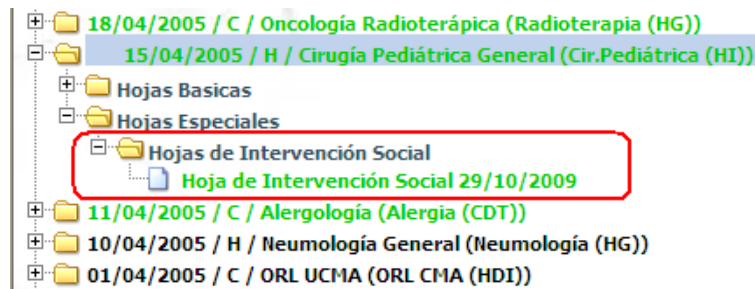 18/04/2005 / C / Oncología Radioterápica (Radioterapia (HG))
15/04/2005 / H / Cirugía Pediátrica General (Cir.Pediátrica (HI))
Hojas Basicas
Hojas Especiales
Hojas de Intervención Social
Hoja de Intervención Social 29/10/2009
11/04/2005 / C / Alergología (Alergia (CDT))
10/04/2005 / H / Neumología General (Neumología (HG))
01/04/2005 / C / ORL UCMA (ORL CMA (HDI))